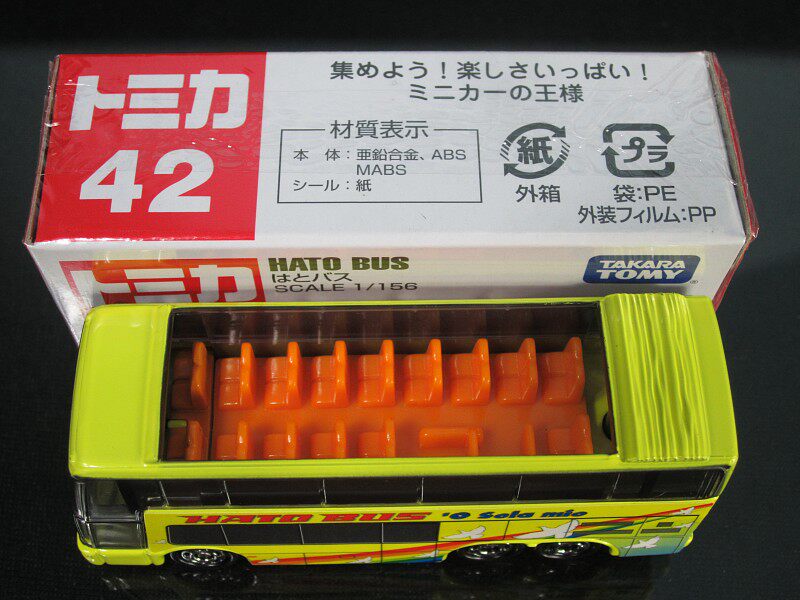 トミカ
42
集めよう!楽しさいっぱい!
ミニカーの王様
材質表示
本 体:亜鉛合金、ABS
MABS
シール:紙
紙
外箱
プラ
袋:PE
外装フィルム:PP
トミカ
HATO BUS
はとバス
SCALE 1/156
TAKARA
TOMY®
HATO BUS 'O Sola mio